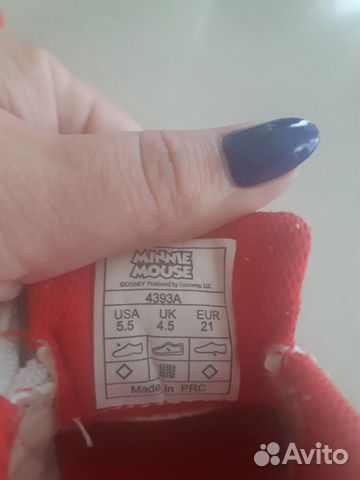 MINNIE
MOUSE
©DISNEY Produced by Crossway, LLC.
4393A
USA UK EUR
5.5 4.5 21
Made in PRC
Avito